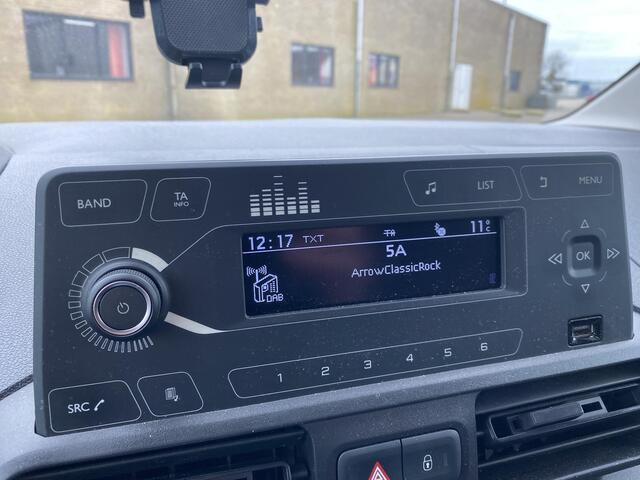 BAND
TA
INFO
LIST
MENU
12:17 TXT TA 11°C
5A
ArrowClassicRock
DAB
OK
1 2 3 4 5 6
SRC